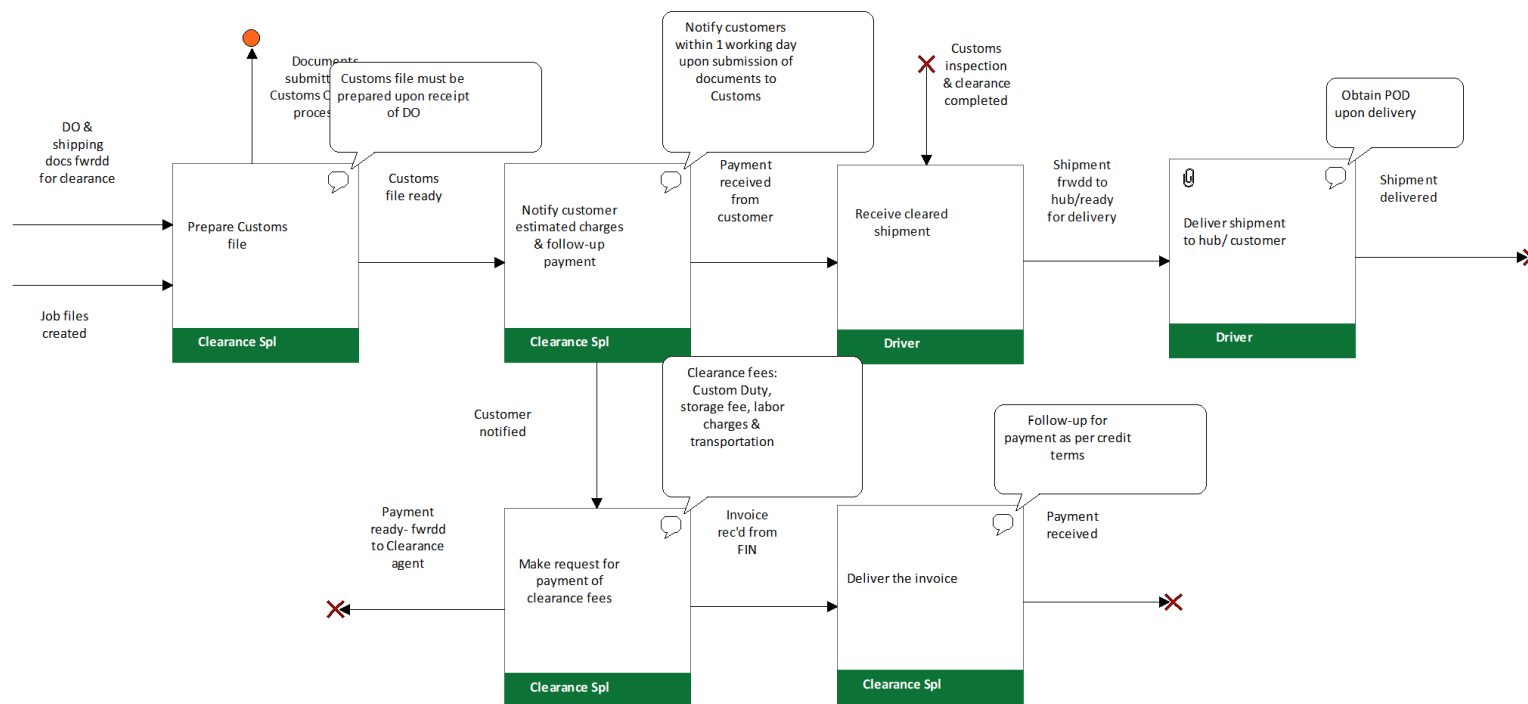 DO &
shipping
docs fwrdd
for clearance
Job files
created
Documents
submitt
Customs C
proces
Customs file must be
prepared upon receipt
of DO
Prepare Customs
file
Clearance Spl
Customs
file ready
Notify customers
within 1 working day
upon submission of
documents to
Customs
Notify customer
estimated charges
& follow-up
payment
Clearance Spl
Payment
received
from
customer
Customs
inspection
& clearance
completed
Receive cleared
shipment
Driver
Shipment
frwdd to
hub/ready
for delivery
Obtain POD
upon delivery
Deliver shipment
to hub/ customer
Driver
Shipment
delivered
Customer
notified
Clearance fees:
Custom Duty,
storage fee, labor
charges &
transportation
Payment
ready- fwrdd
to Clearance
agent
Make request for
payment of
clearance fees
Clearance Spl
Invoice
rec'd from
FIN
Follow-up for
payment as per credit
terms
Deliver the invoice
Clearance Spl
Payment
received